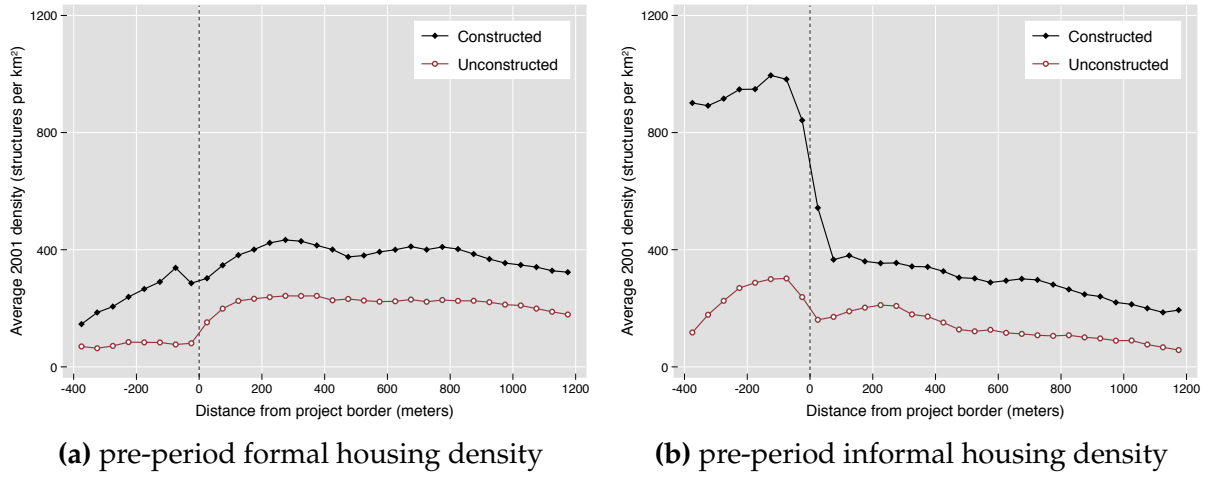 1200
800
400
0
Average 2001 density (structures per km²)
Constructed
Unconstructed
-400 -200 0 200 400 600 800 1000 1200
Distance from project border (meters)
(a) pre-period formal housing density
1200
800
400
0
Average 2001 density (structures per km²)
Constructed
Unconstructed
-400 -200 0 200 400 600 800 1000 1200
Distance from project border (meters)
(b) pre-period informal housing density